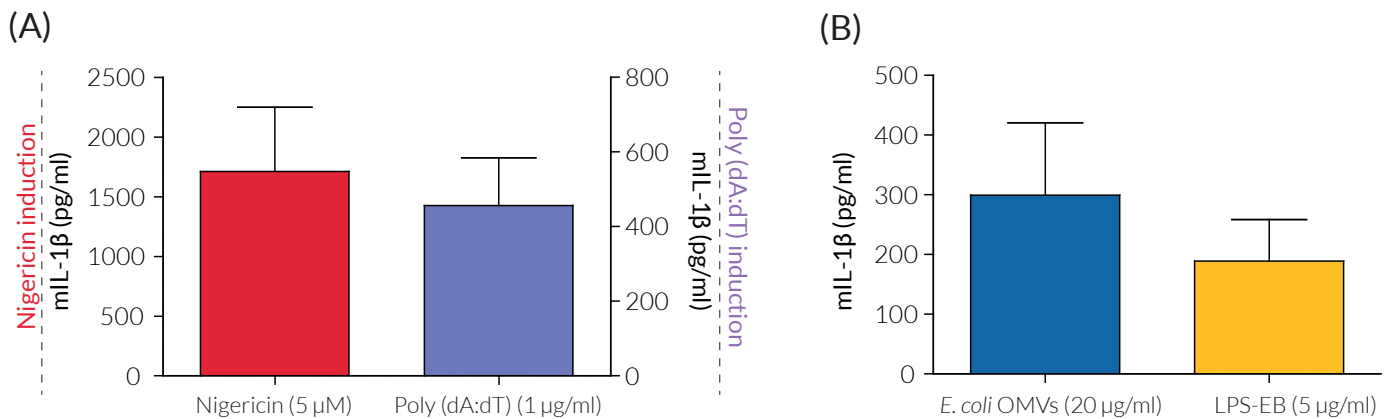 (A)
Nigericin induction
mIL-1β (pg/ml)
2500
2000
1500
1000
500
0
800
600
400
200
0
mIL-1β (pg/ml)
Poly (dA:dT) induction
Nigericin (5 µM)
Poly (dA:dT) (1 µg/ml)
(B)
mIL-1β (pg/ml)
500
400
300
200
100
0
E. coli OMVs (20 µg/ml)
LPS-EB (5 µg/ml)